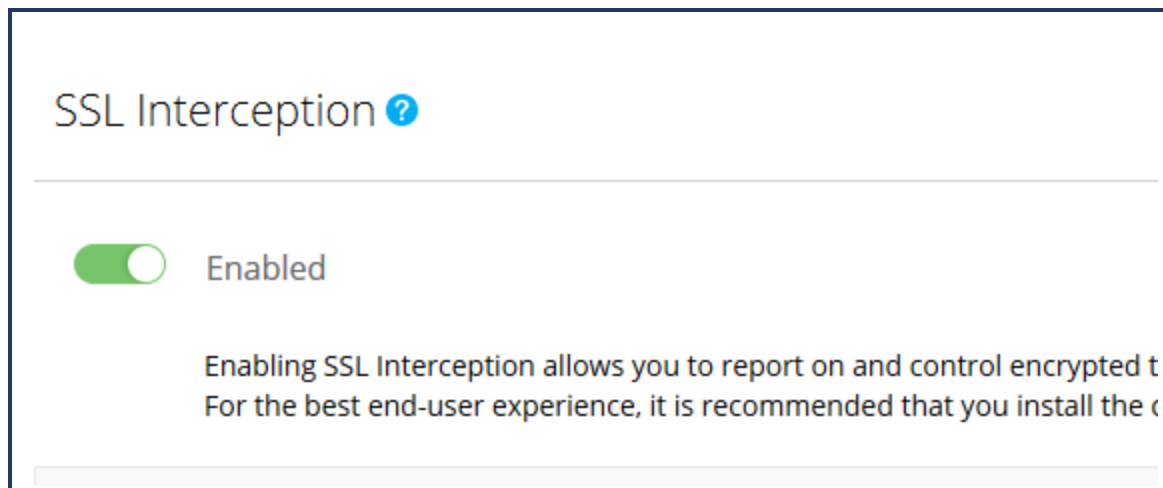 SSL Interception ?
Enabled
Enabling SSL Interception allows you to report on and control encrypted
For the best end-user experience, it is recommended that you install the